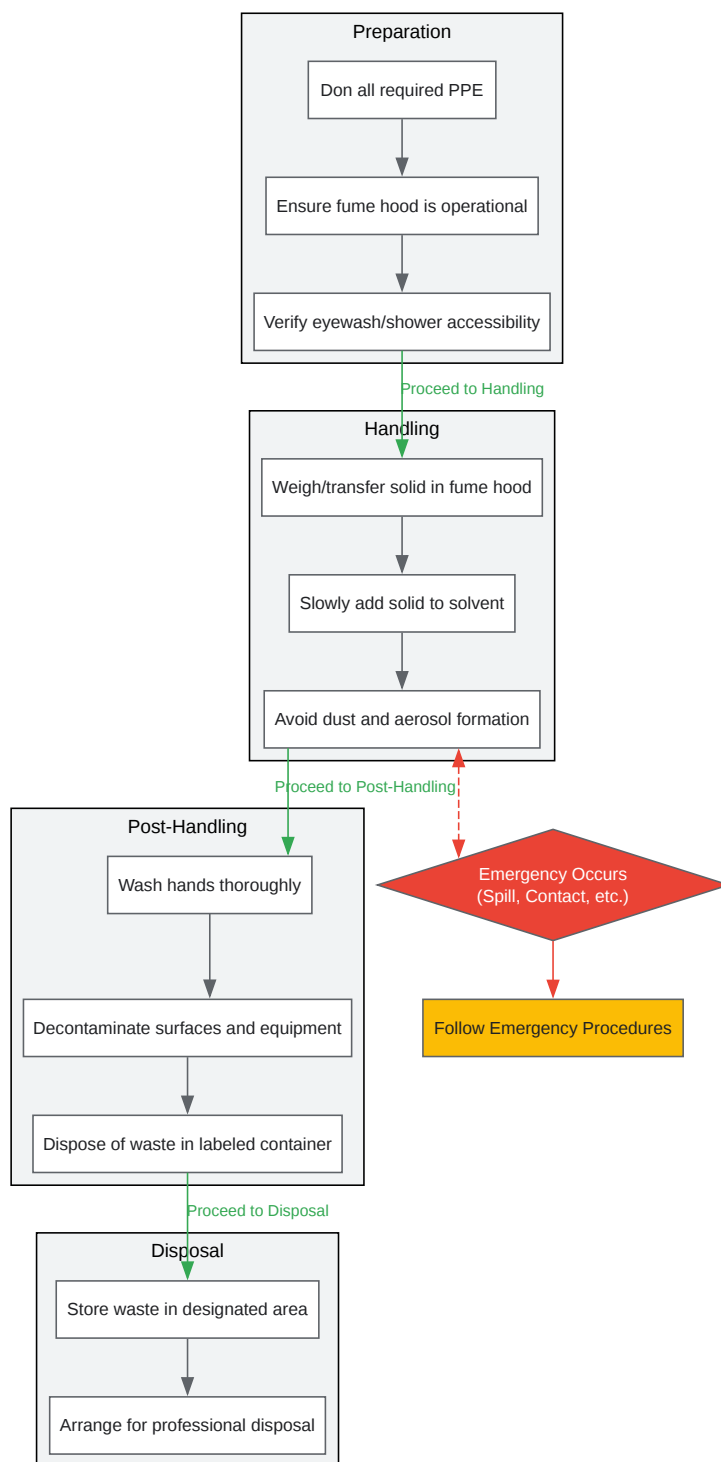 Preparation
Don all required PPE
Ensure fume hood is operational
Verify eyewash/shower accessibility
Proceed to Handling
Handling
Weigh/transfer solid in fume hood
Slowly add solid to solvent
Avoid dust and aerosol formation
Proceed to Post-Handling
Post-Handling
Wash hands thoroughly
Emergency Occurs
(Spill, Contact, etc.)
Decontaminate surfaces and equipment
Follow Emergency Procedures
Dispose of waste in labeled container
Proceed to Disposal
Disposal
Store waste in designated area
Arrange for professional disposal